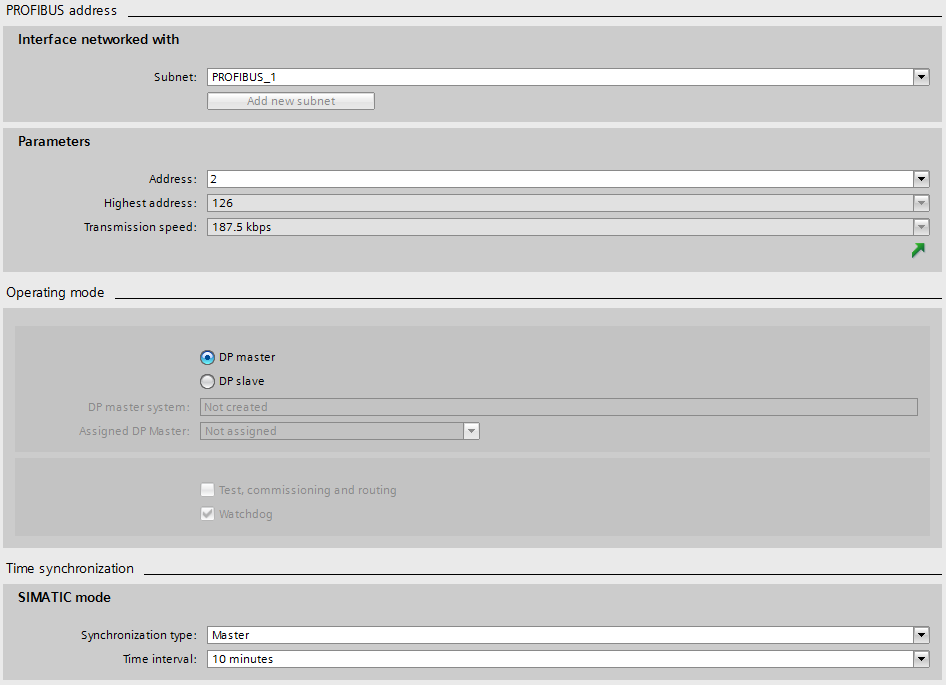 PROFIBUS address
Interface networked with
Subnet: PROFIBUS_1
Add new subnet
Parameters
Address: 2
Highest address: 126
Transmission speed: 187.5 kbps
Operating mode
DP master
DP slave
DP master system: Not created
Assigned DP Master: Not assigned
Test, commissioning and routing
Watchdog
Time synchronization
SIMATIC mode
Synchronization type: Master
Time interval: 10 minutes